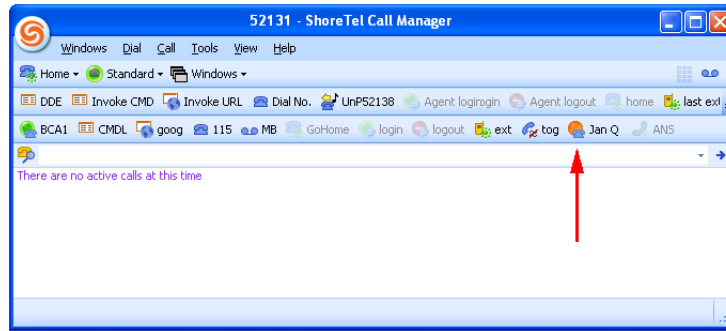 52131 - ShoreTel Call Manager
Windows Dial Call Tools View Help
Home Standard Windows
DDE Invoke CMD Invoke URL Dial No. UnP52138 Agent loginrogin Agent logout home last exl
BCA1 CMDL goog 115 MB GoHome login logout ext tog Jan Q ANS
There are no active calls at this time